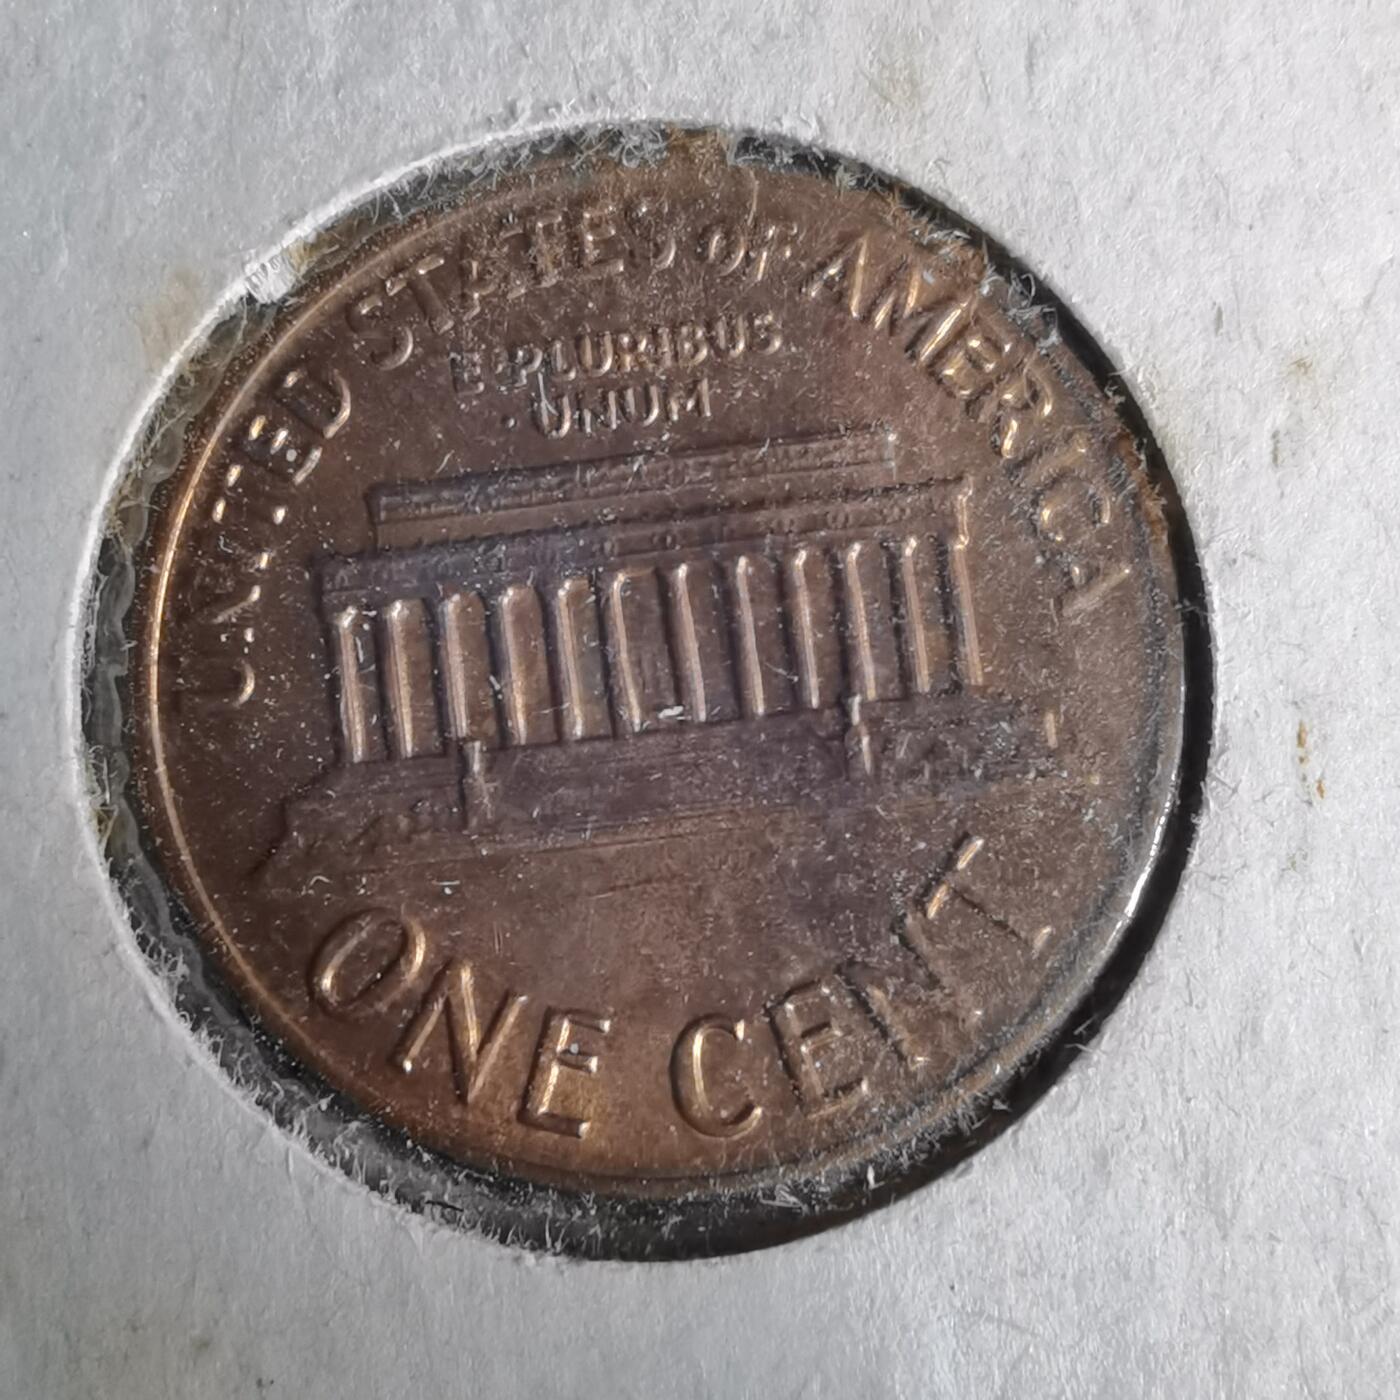 UNITED STATES OF AMERICA
E·PLURIBUS
·UNUM
ONE CENT